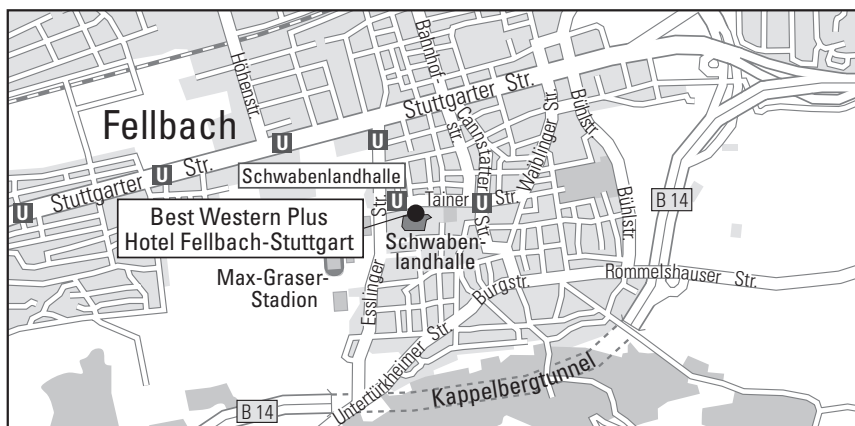 Bahnhof
str.
Höhenstr.
Stuttgarter Str.
Cannstatter
Str.
Waiblinger Str.
Bühlstr.
Fellbach
U
U
U
Stuttgarter Str.
U
Schwabenlandhalle
U
Tainer Str.
U
Bühlstr.
B 14
Best Western Plus
Hotel Fellbach-Stuttgart
Schwaben-
landhalle
Esslinger Str.
Max-Graser-
Stadion
Rommelshauser Str.
Burgstr.
Untertürkheimer Str.
Kappelbergtunnel
B 14